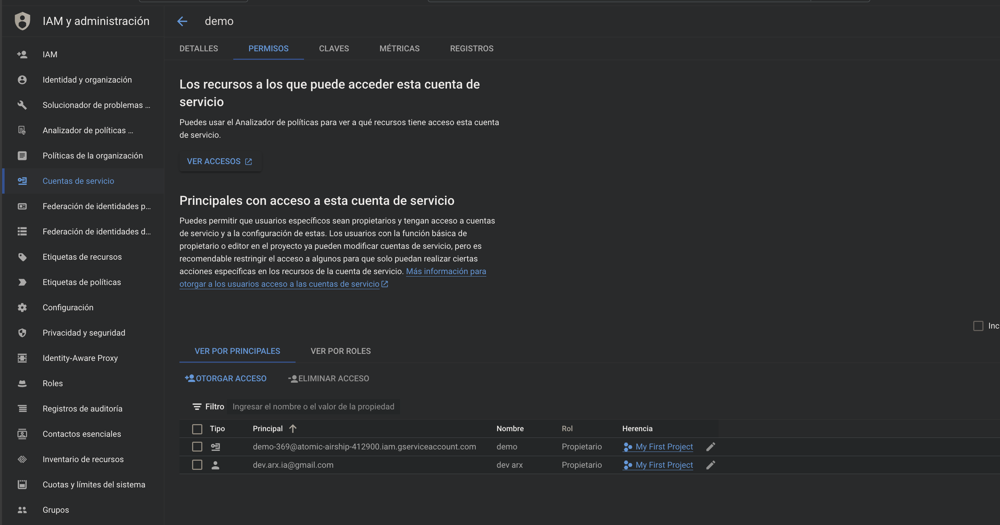 IAM y administración
IAM
Identidad y organización
Solucionador de problemas ...
Analizador de políticas ...
Políticas de la organización
Cuentas de servicio
Federación de identidades p...
Federación de identidades d...
Etiquetas de recursos
Etiquetas de políticas
Configuración
Privacidad y seguridad
Identity-Aware Proxy
Roles
Registros de auditoría
Contactos esenciales
Inventario de recursos
Cuotas y límites del sistema
Grupos
demo
DETALLES PERMISOS CLAVES MÉTRICAS REGISTROS
Los recursos a los que puede acceder esta cuenta de
servicio
Puedes usar el Analizador de políticas para ver a qué recursos tiene acceso esta cuenta
de servicio.
VER ACCESOS
Principales con acceso a esta cuenta de servicio
Puedes permitir que usuarios específicos sean propietarios y tengan acceso a cuentas
de servicio y a la configuración de estas. Los usuarios con la función básica de
propietario o editor en el proyecto ya pueden modificar cuentas de servicio, pero es
recomendable restringir el acceso a algunos para que solo puedan realizar ciertas
acciones específicas en los recursos de la cuenta de servicio. Más información para
otorgar a los usuarios acceso a las cuentas de servicio
Inc
VER POR PRINCIPALES VER POR ROLES
OTORGAR ACCESO ELIMINAR ACCESO
Filtro Ingresar el nombre o el valor de la propiedad
Tipo Principal Nombre Rol Herencia
demo-369@atomic-airship-412900.iam.gserviceaccount.com demo Propietario My First Project
dev.arx.ia@gmail.com dev arx Propietario My First Project